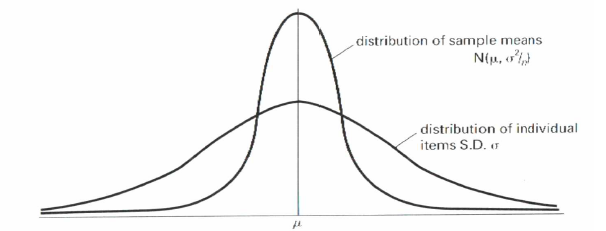 distribution of sample means
N(μ, σ²/n)
distribution of individual
items S.D. σ
μ